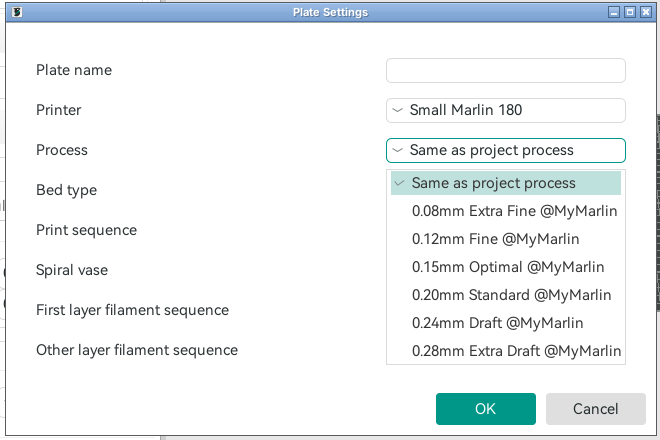 Plate Settings
Plate name
Printer
Small Marlin 180
Process
Same as project process
Bed type
Same as project process
0.08mm Extra Fine @MyMarlin
Print sequence
0.12mm Fine @MyMarlin
Spiral vase
0.15mm Optimal @MyMarlin
0.20mm Standard @MyMarlin
First layer filament sequence
0.24mm Draft @MyMarlin
Other layer filament sequence
0.28mm Extra Draft @MyMarlin
OK
Cancel